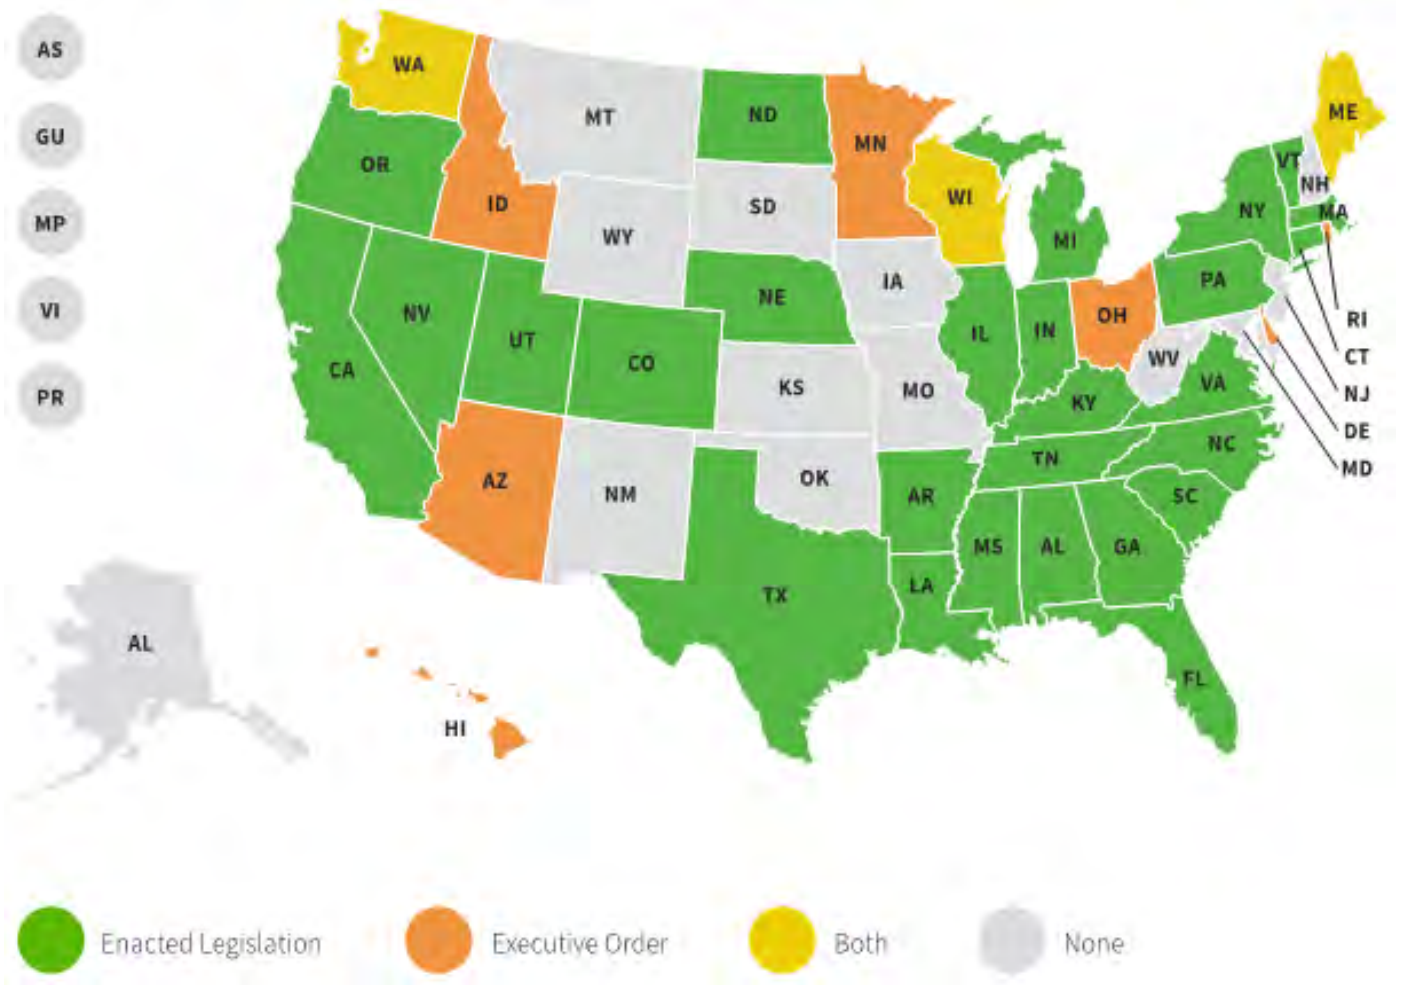 AS
GU
MP
VI
PR
WA
OR
ID
MT
WY
ND
SD
NE
MN
WI
MI
IA
NV
UT
CO
CA
KS
MO
IL
IN
OH
PA
NY
VT
NH
ME
MA
WV
VA
KY
TN
NC
SC
AZ
NM
OK
AR
TX
LA
MS
AL
GA
FL
RI
CT
NJ
DE
MD
AL
HI
Enacted Legislation
Executive Order
Both
None